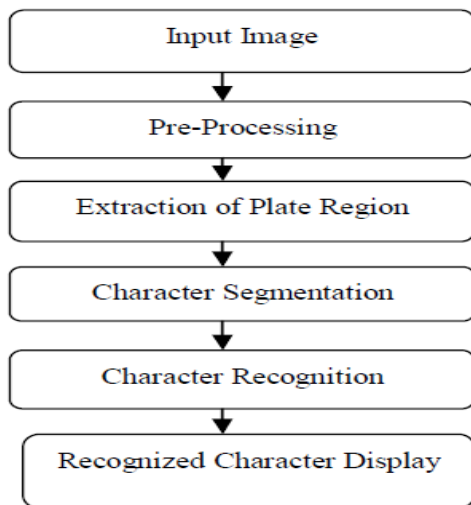 Input Image
Pre-Processing
Extraction of Plate Region
Character Segmentation
Character Recognition
Recognized Character Display